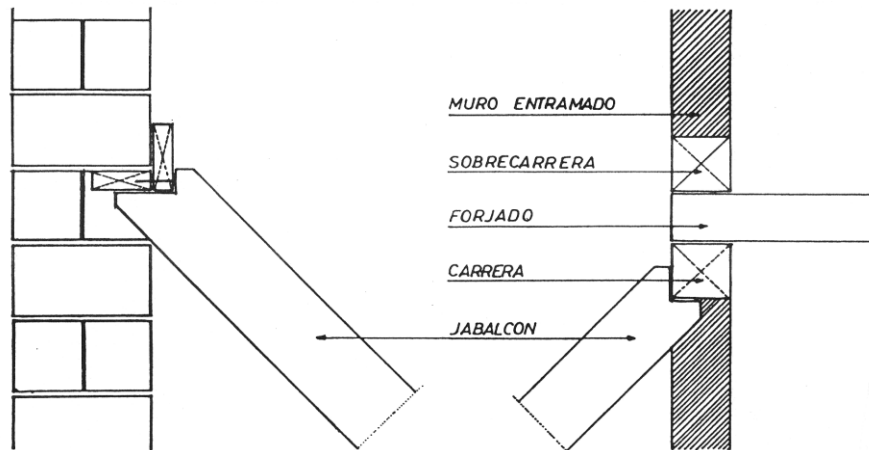 MURO ENTRAMADO
SOBRECARRERA
FORJADO
CARRERA
JABALCON